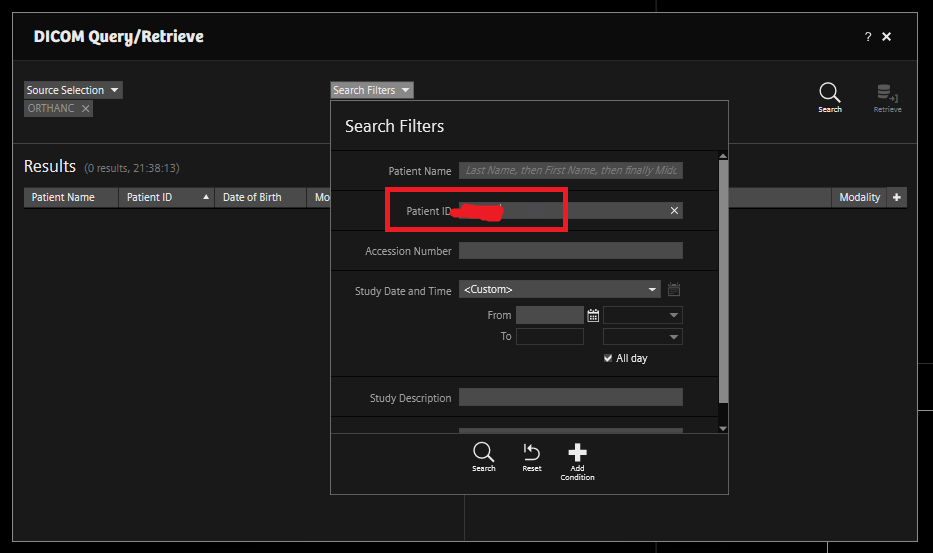 DICOM Query/Retrieve
?
Source Selection
ORTHANC
Search Filters
Search
Retrieve
Search Filters
Results (0 results, 21:38:13)
Patient Name
Patient ID
Date of Birth
Mo
Modality
Patient Name Last Name, then First Name, then finally Midd
Patient ID
Accession Number
Study Date and Time <Custom>
From
To
All day
Study Description
Search
Reset
Add
Condition